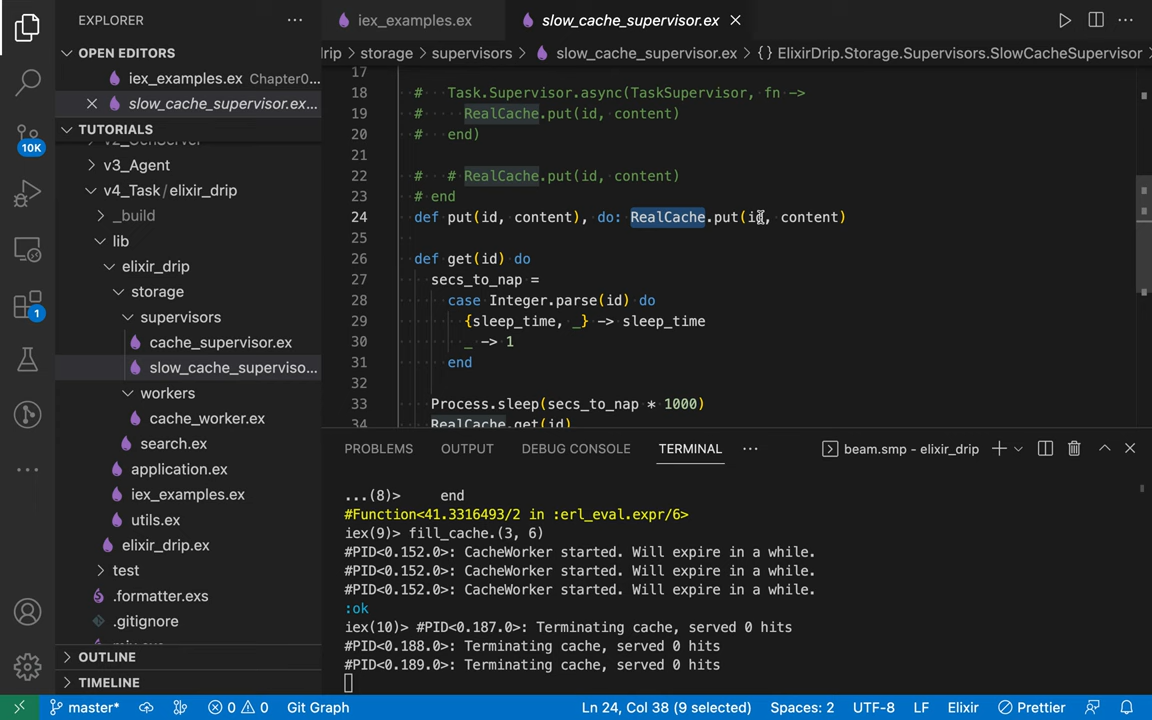 EXPLORER
OPEN EDITORS
iex_examples.ex Chapter0...
slow_cache_supervisor.ex...
TUTORIALS
v3_Agent
v4_Task/elixir_drip
_build
lib
elixir_drip
storage
supervisors
cache_supervisor.ex
slow_cache_superviso...
workers
cache_worker.ex
search.ex
application.ex
iex_examples.ex
utils.ex
elixir_drip.ex
test
.formatter.exs
.gitignore
OUTLINE
TIMELINE
10K
1
iex_examples.ex
slow_cache_supervisor.ex
drip > storage > supervisors > slow_cache_supervisor.ex > {} ElixirDrip.Storage.Supervisors.SlowCacheSupervisor
17
18 # Task.Supervisor.async(TaskSupervisor, fn ->
19 # RealCache.put(id, content)
20 # end)
21
22 # # RealCache.put(id, content)
23 # end
24 def put(id, content), do: RealCache.put(id, content)
25
26 def get(id) do
27 secs_to_nap =
28 case Integer.parse(id) do
29 {sleep_time, _} -> sleep_time
30 _ -> 1
31 end
32
33 Process.sleep(secs_to_nap * 1000)
34 RealCache.get(id)
PROBLEMS OUTPUT DEBUG CONSOLE TERMINAL ... beam.smp - elixir_drip
...(8)> end
#Function<41.3316493/2 in :erl_eval.expr/6>
iex(9)> fill_cache.(3, 6)
#PID<0.152.0>: CacheWorker started. Will expire in a while.
#PID<0.152.0>: CacheWorker started. Will expire in a while.
#PID<0.152.0>: CacheWorker started. Will expire in a while.
:ok
iex(10)> #PID<0.187.0>: Terminating cache, served 0 hits
#PID<0.188.0>: Terminating cache, served 0 hits
#PID<0.189.0>: Terminating cache, served 0 hits
master* 0 0 Git Graph Ln 24, Col 38 (9 selected) Spaces: 2 UTF-8 LF Elixir Prettier